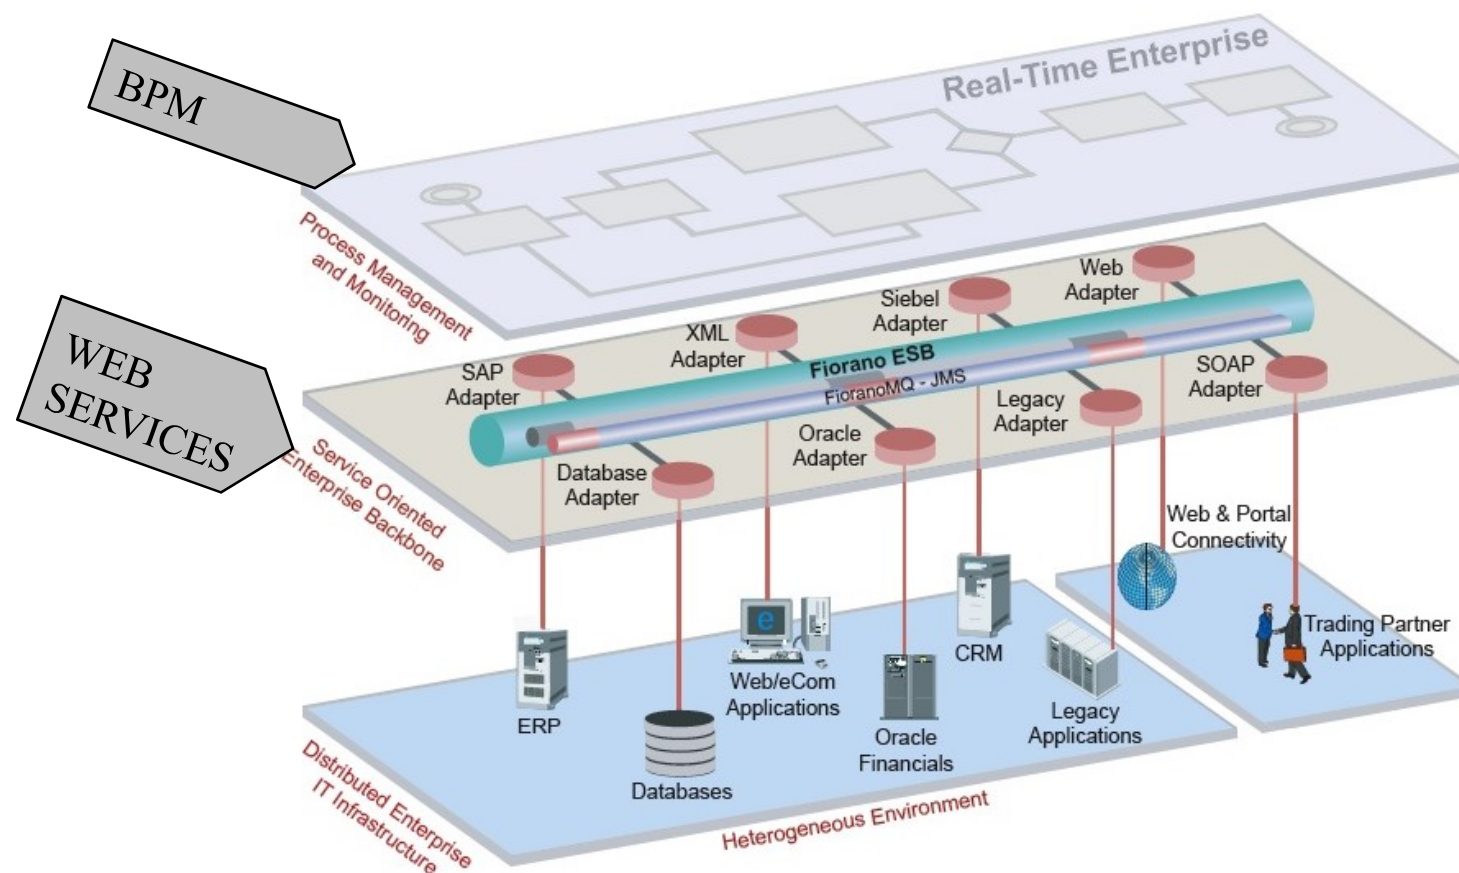 BPM
Real-Time Enterprise
Process Management
and Monitoring
WEB
SERVICES
Web
Adapter
Siebel
Adapter
XML
Adapter
SAP
Adapter
Fiorano ESB
FioranoMQ - JMS
SOAP
Adapter
Legacy
Adapter
Oracle
Adapter
Database
Adapter
Service Oriented
Enterprise Backbone
Web & Portal
Connectivity
Trading Partner
Applications
CRM
Web/eCom
Applications
ERP
Legacy
Applications
Oracle
Financials
Databases
Distributed Enterprise
IT Infrastructure
Heterogeneous Environment